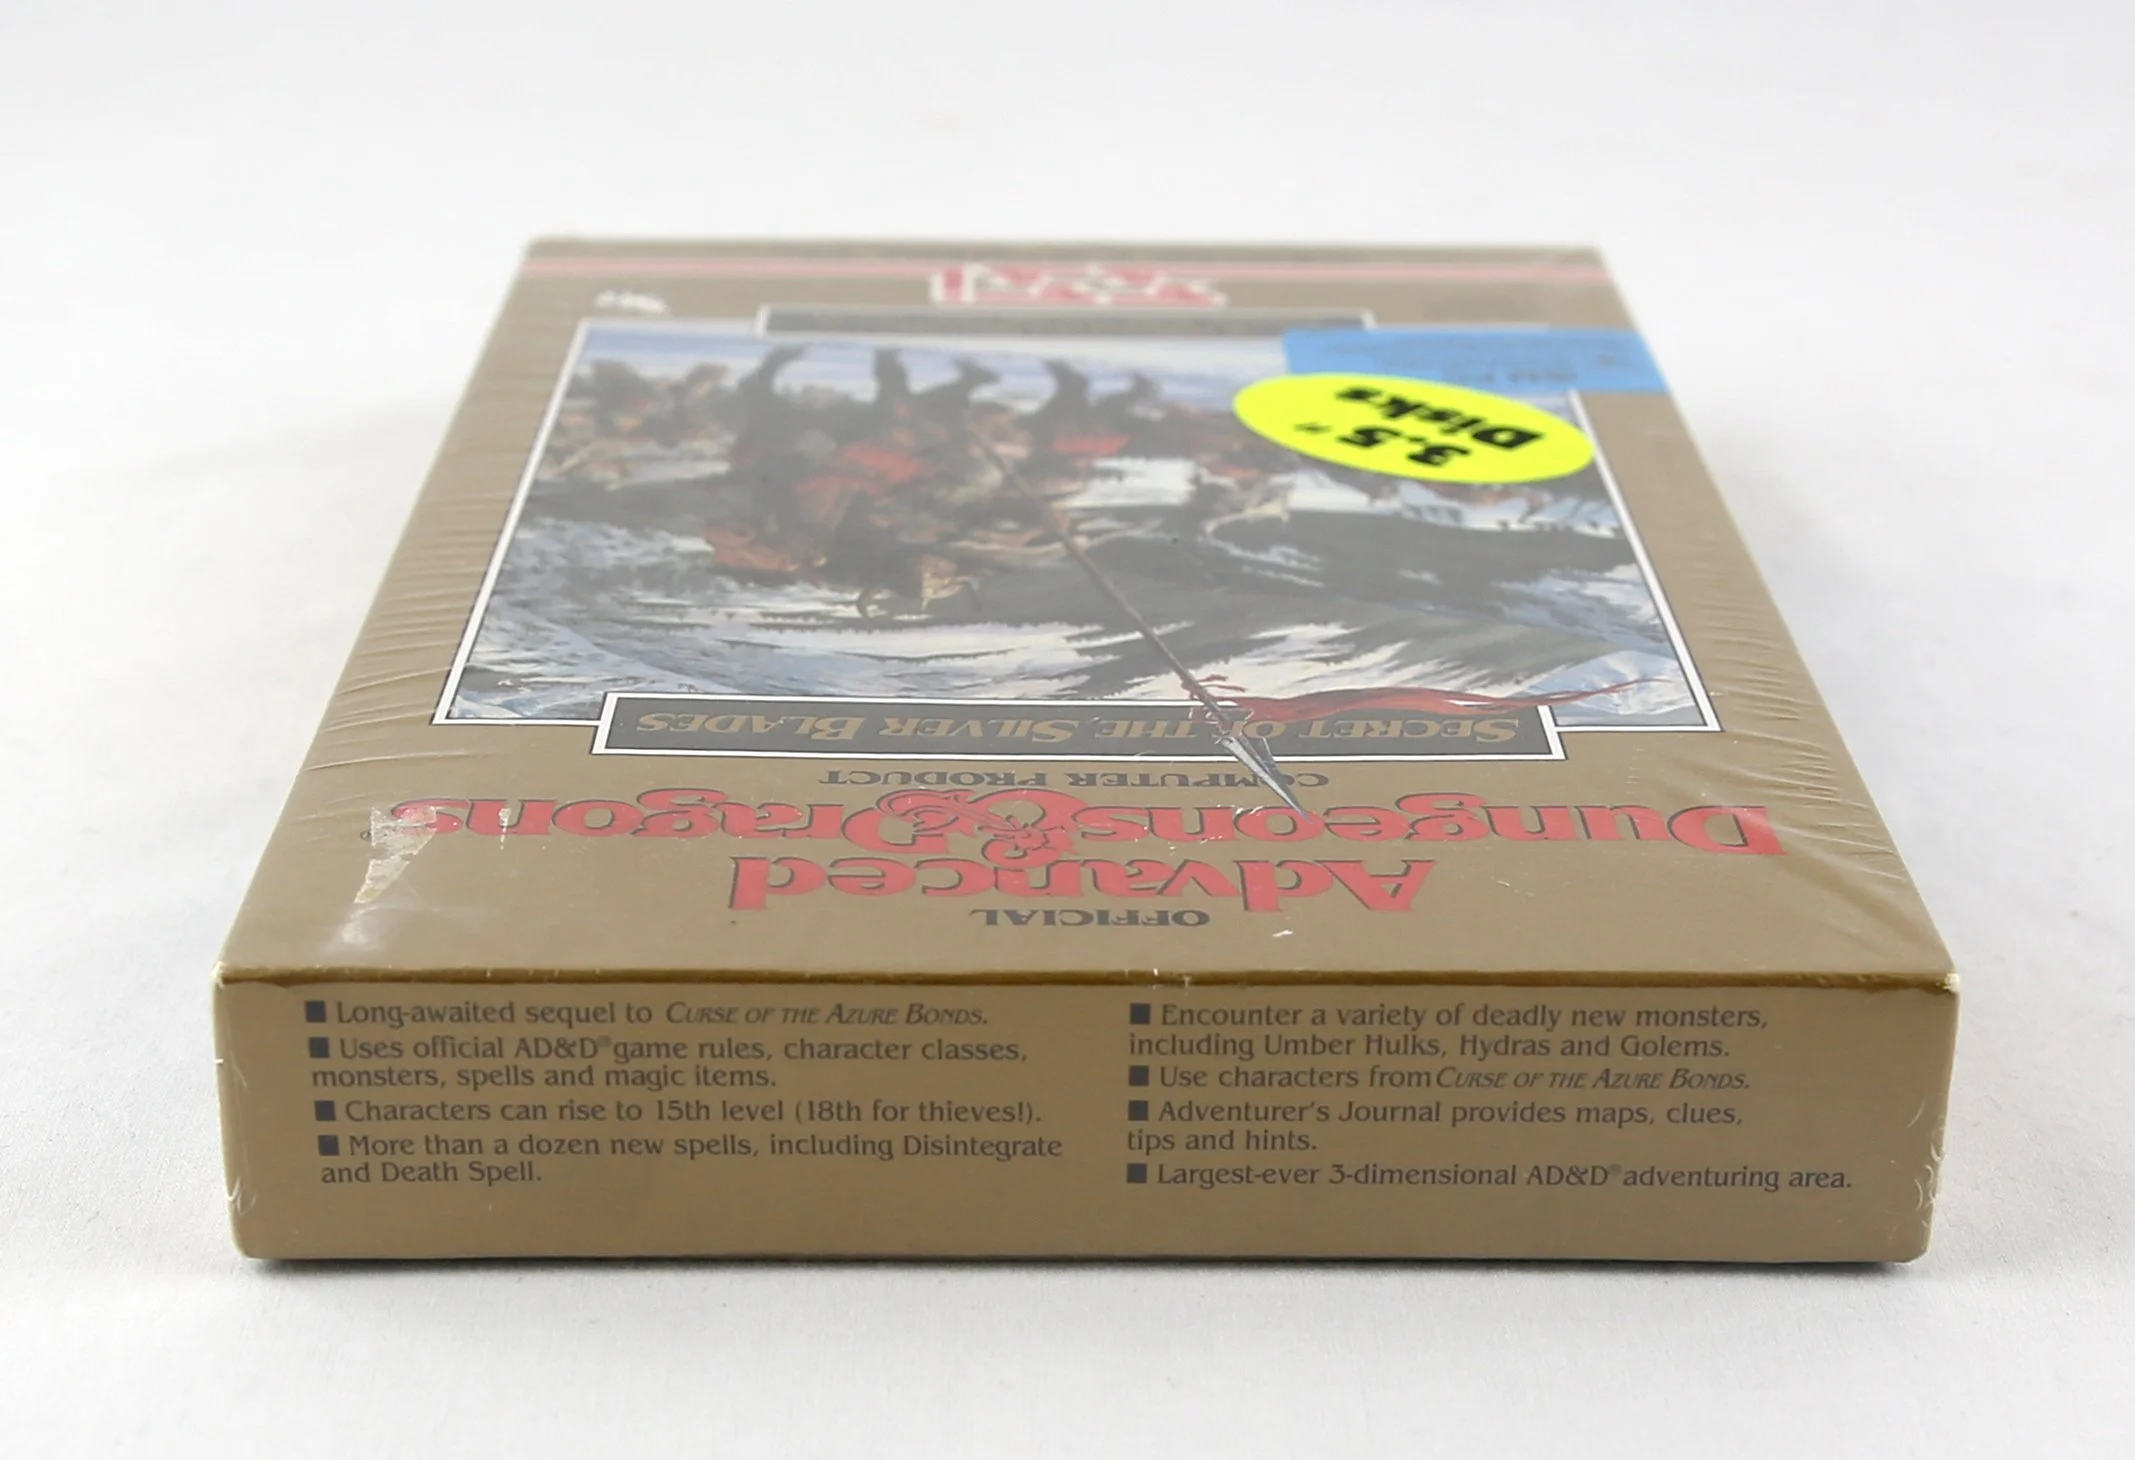 3.5"
Disks
SECRET OF THE SILVER BLADES
COMPUTER PRODUCT
Dungeons & Dragons®
Advanced
OFFICIAL
■ Long-awaited sequel to CURSE OF THE AZURE BONDS.
■ Uses official AD&D® game rules, character classes,
monsters, spells and magic items.
■ Characters can rise to 15th level (18th for thieves!).
■ More than a dozen new spells, including Disintegrate
and Death Spell.
■ Encounter a variety of deadly new monsters,
including Umber Hulks, Hydras and Golems.
■ Use characters from CURSE OF THE AZURE BONDS.
■ Adventurer's Journal provides maps, clues,
tips and hints.
■ Largest-ever 3-dimensional AD&D® adventuring area.